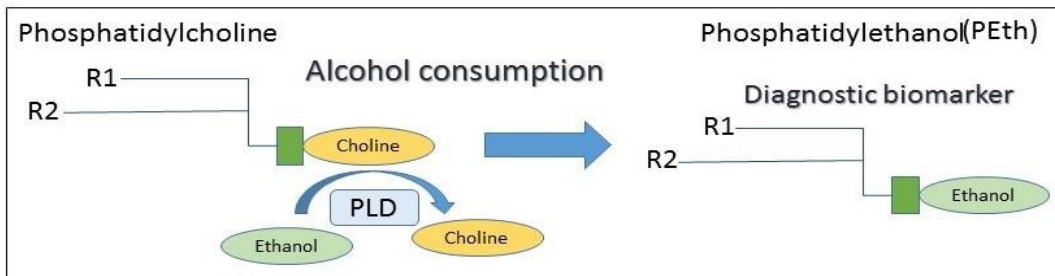 Phosphatidylcholine
R1
R2
Choline
PLD
Ethanol
Choline
Alcohol consumption
Phosphatidylethanol(PEth)
Diagnostic biomarker
R1
R2
Ethanol